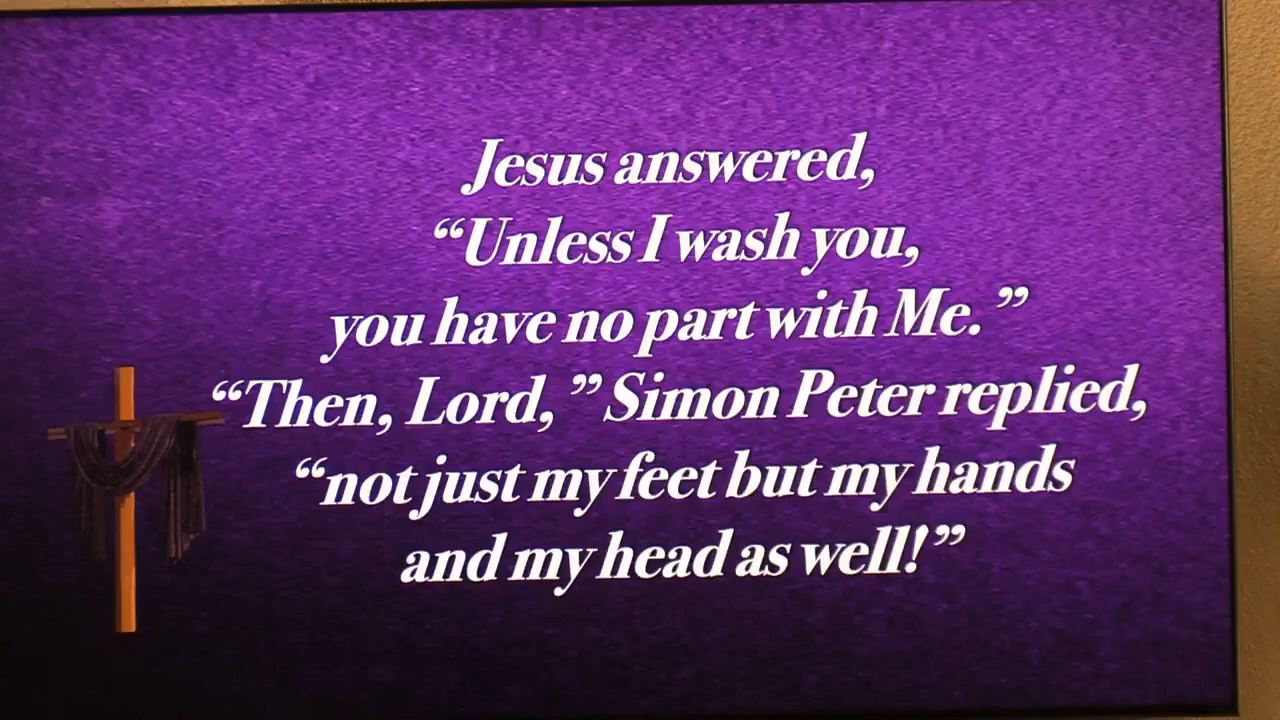 Jesus answered,
“Unless I wash you,
you have no part with Me.”
“Then, Lord,” Simon Peter replied,
“not just my feet but my hands
and my head as well!”